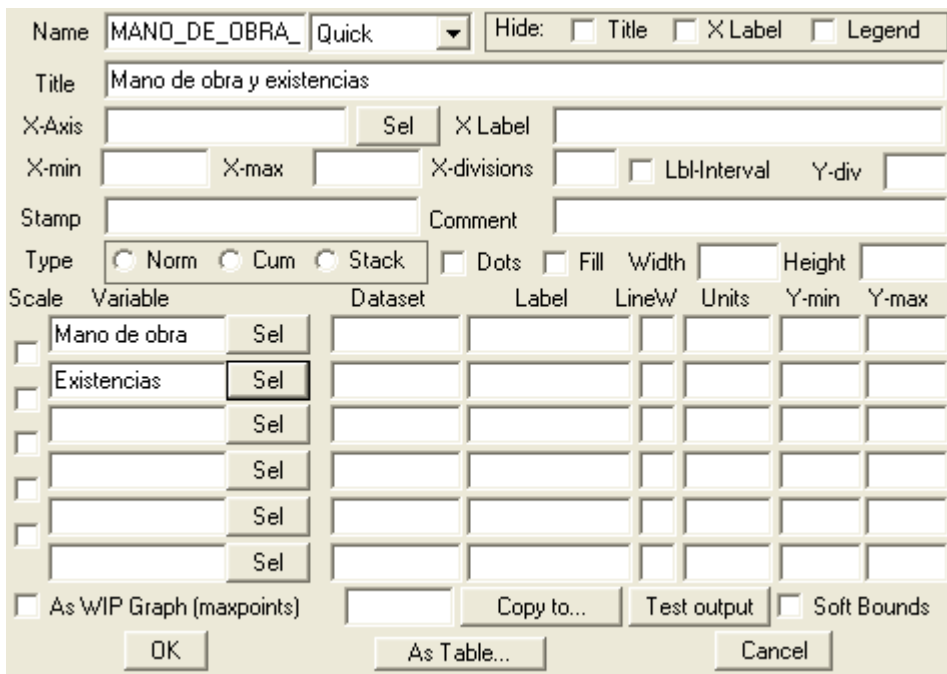 Name MANO_DE_OBRA_ Quick Hide: Title X Label Legend
Title Mano de obra y existencias
X-Axis Sel X Label
X-min X-max X-divisions Lbl-Interval Y-div
Stamp Comment
Type Norm Cum Stack Dots Fill Width Height
Scale Variable Dataset Label LineW Units Y-min Y-max
Mano de obra Sel
Existencias Sel
Sel
Sel
Sel
Sel
As WIP Graph (maxpoints) Copy to... Test output Soft Bounds
OK As Table... Cancel